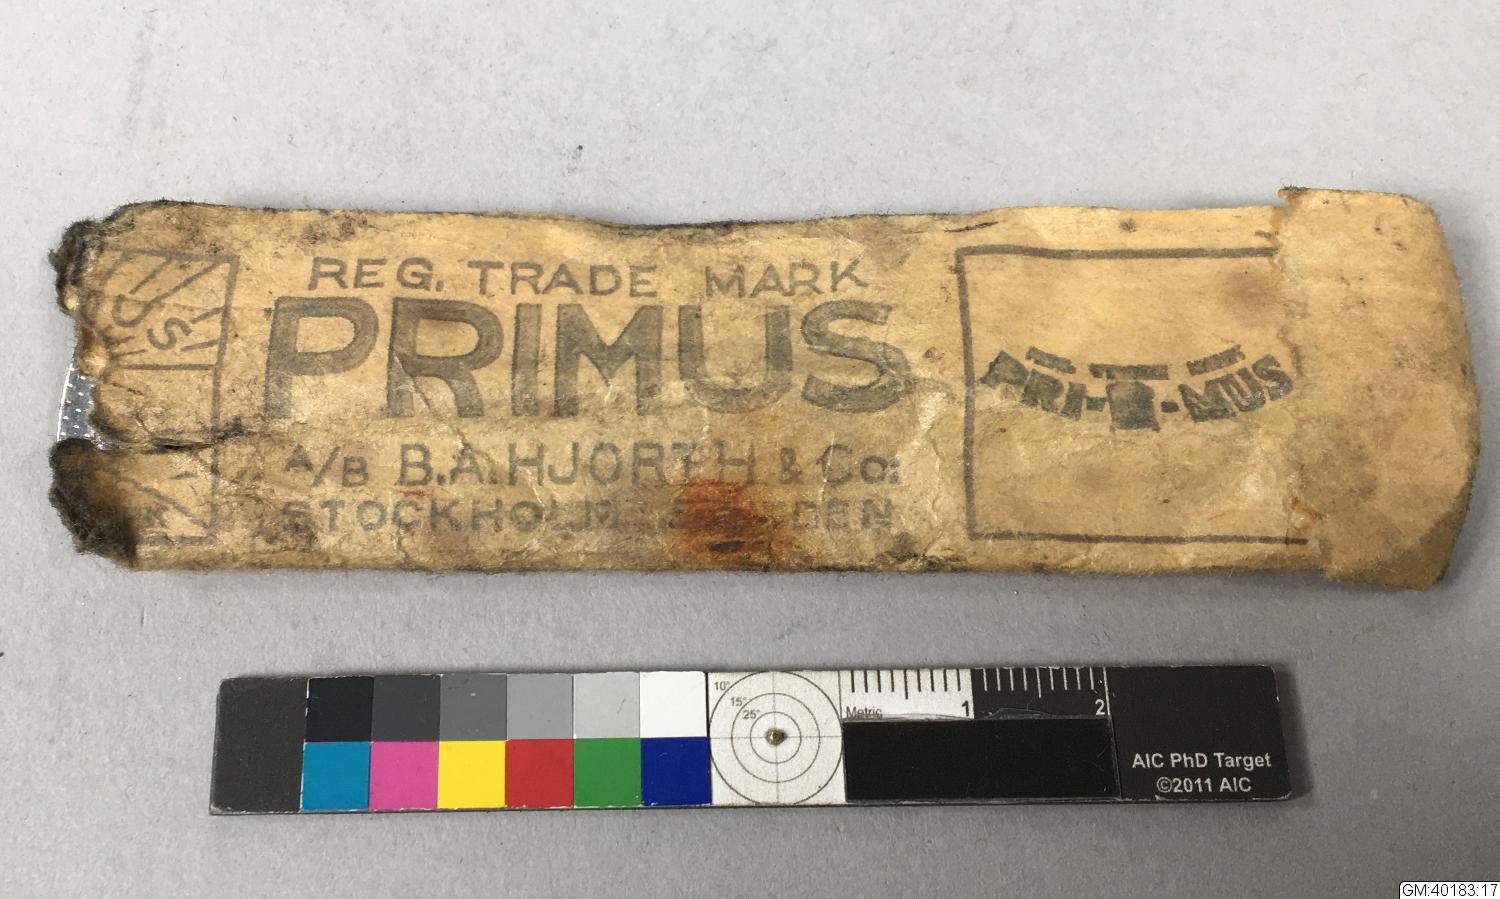 REG. TRADE MARK
PRIMUS
A/B B.A. HJORTH & Co.
STOCKHOLM
PRI-R-MUS
10°
15°
25°
Metric 1 2
AIC PhD Target
©2011 AIC
GM:40183:17